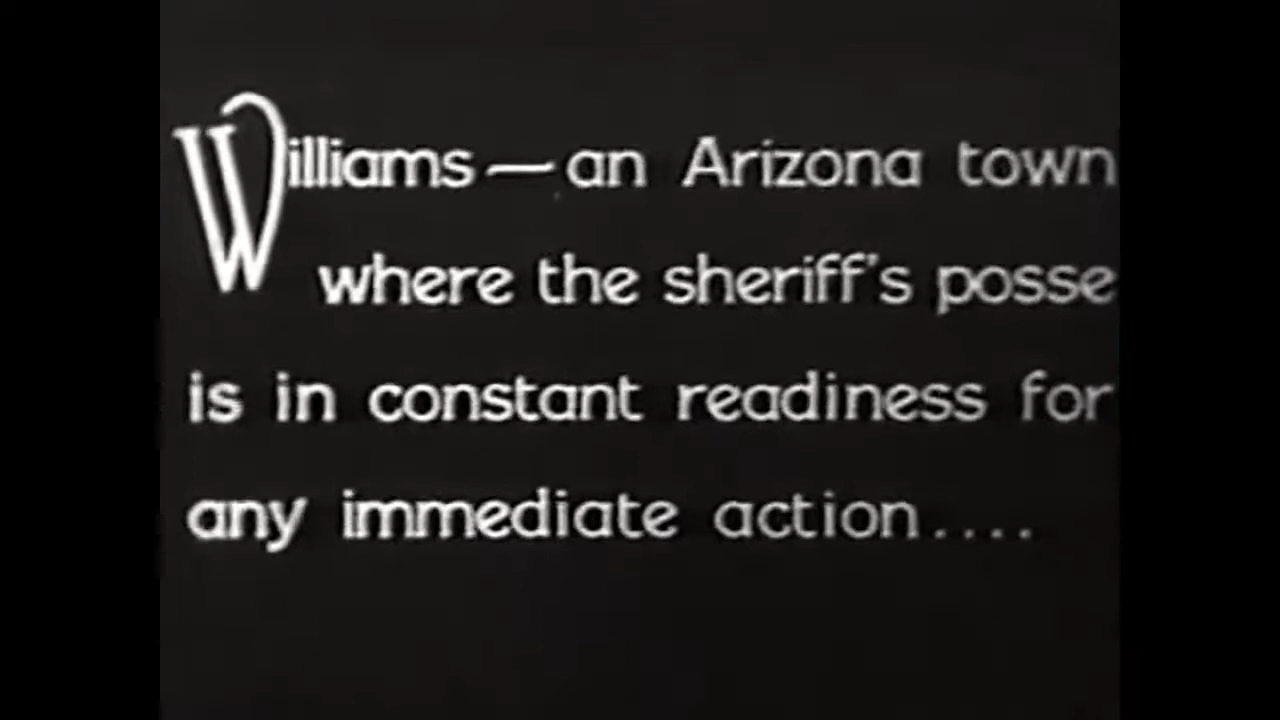 Williams — an Arizona town
where the sheriff's posse
is in constant readiness for
any immediate action....